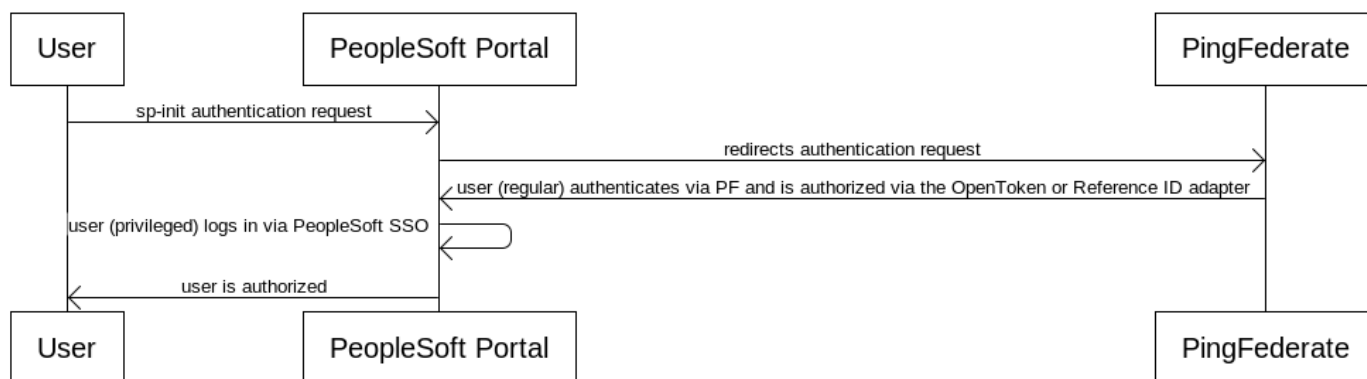 User
PeopleSoft Portal
PingFederate
sp-init authentication request
redirects authentication request
user (regular) authenticates via PF and is authorized via the OpenToken or Reference ID adapter
user (privileged) logs in via PeopleSoft SSO
user is authorized
User
PeopleSoft Portal
PingFederate